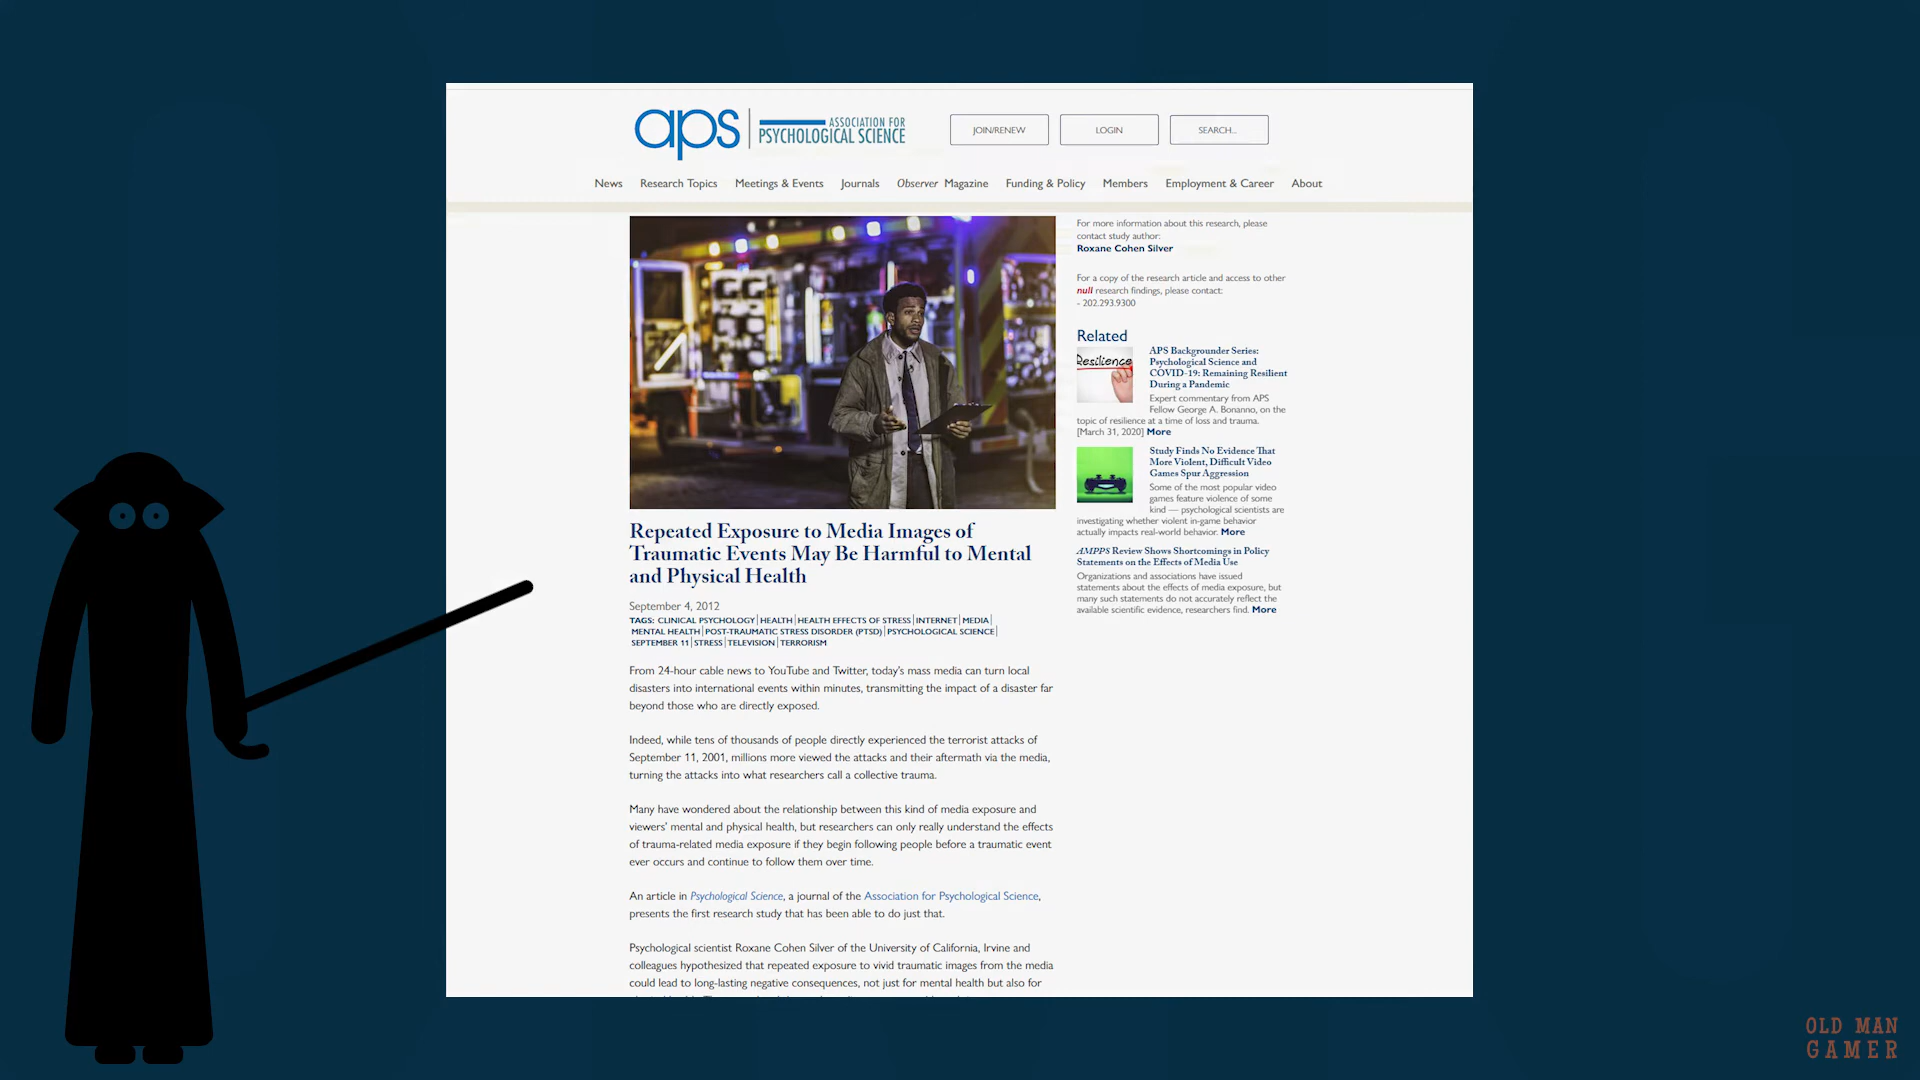 aps
ASSOCIATION FOR
PSYCHOLOGICAL SCIENCE
JOIN/RENEW
LOGIN
SEARCH...
News
Research Topics
Meetings & Events
Journals
Observer Magazine
Funding & Policy
Members
Employment & Career
About
Repeated Exposure to Media Images of
Traumatic Events May Be Harmful to Mental
and Physical Health
September 4, 2012
TAGS: CLINICAL PSYCHOLOGY | HEALTH | HEALTH EFFECTS OF STRESS | INTERNET | MEDIA |
MENTAL HEALTH | POST-TRAUMATIC STRESS DISORDER (PTSD) | PSYCHOLOGICAL SCIENCE |
SEPTEMBER 11 | STRESS | TELEVISION | TERRORISM
From 24-hour cable news to YouTube and Twitter, today's mass media can turn local
disasters into international events within minutes, transmitting the impact of a disaster far
beyond those who are directly exposed.
Indeed, while tens of thousands of people directly experienced the terrorist attacks of
September 11, 2001, millions more viewed the attacks and their aftermath via the media,
turning the attacks into what researchers call a collective trauma.
Many have wondered about the relationship between this kind of media exposure and
viewers' mental and physical health, but researchers can only really understand the effects
of trauma-related media exposure if they begin following people before a traumatic event
ever occurs and continue to follow them over time.
An article in Psychological Science, a journal of the Association for Psychological Science,
presents the first research study that has been able to do just that.
Psychological scientist Roxane Cohen Silver of the University of California, Irvine and
colleagues hypothesized that repeated exposure to vivid traumatic images from the media
could lead to long-lasting negative consequences, not just for mental health but also for
For more information about this research, please
contact study author:
Roxane Cohen Silver
For a copy of the research article and access to other
null research findings, please contact:
- 202.293.9300
Related
Resilience
APS Backgrounder Series:
Psychological Science and
COVID-19: Remaining Resilient
During a Pandemic
Expert commentary from APS
Fellow George A. Bonanno, on the
topic of resilience at a time of loss and trauma.
[March 31, 2020] More
Study Finds No Evidence That
More Violent, Difficult Video
Games Spur Aggression
Some of the most popular video
games feature violence of some
kind — psychological scientists are
investigating whether violent in-game behavior
actually impacts real-world behavior. More
AMPPS Review Shows Shortcomings in Policy
Statements on the Effects of Media Use
Organizations and associations have issued
statements about the effects of media exposure, but
many such statements do not accurately reflect the
available scientific evidence, researchers find. More
OLD MAN
GAMER